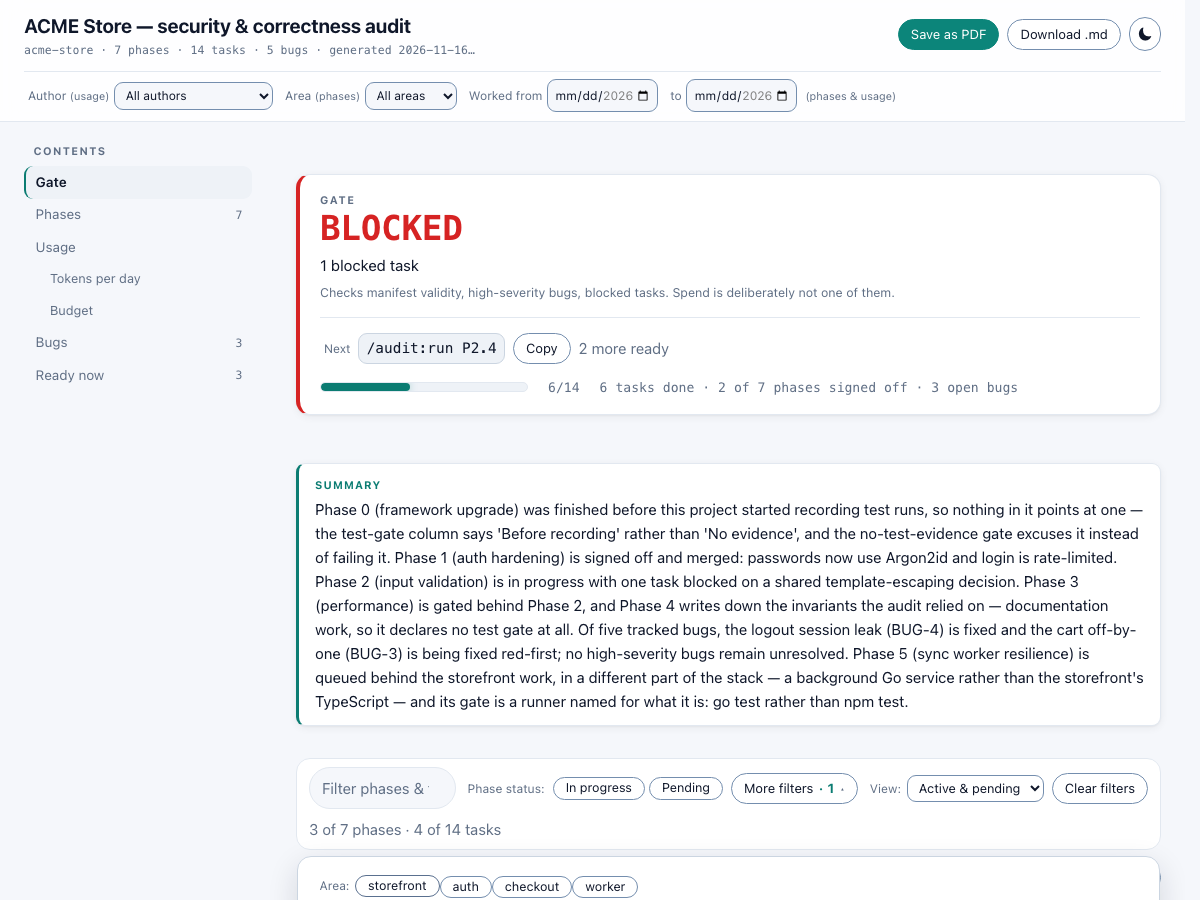 ACME Store — security & correctness audit
acme-store · 7 phases · 14 tasks · 5 bugs · generated 2026-11-16…
Save as PDF
Download .md
Author (usage) All authors
Area (phases) All areas
Worked from mm/dd/2026 to mm/dd/2026 (phases & usage)
CONTENTS
Gate
Phases 7
Usage
Tokens per day
Budget
Bugs 3
Ready now 3
GATE
BLOCKED
1 blocked task
Checks manifest validity, high-severity bugs, blocked tasks. Spend is deliberately not one of them.
Next /audit:run P2.4 Copy 2 more ready
6/14 6 tasks done · 2 of 7 phases signed off · 3 open bugs
SUMMARY
Phase 0 (framework upgrade) was finished before this project started recording test runs, so nothing in it points at one —
the test-gate column says 'Before recording' rather than 'No evidence', and the no-test-evidence gate excuses it instead
of failing it. Phase 1 (auth hardening) is signed off and merged: passwords now use Argon2id and login is rate-limited.
Phase 2 (input validation) is in progress with one task blocked on a shared template-escaping decision. Phase 3
(performance) is gated behind Phase 2, and Phase 4 writes down the invariants the audit relied on — documentation
work, so it declares no test gate at all. Of five tracked bugs, the logout session leak (BUG-4) is fixed and the cart off-by-
one (BUG-3) is being fixed red-first; no high-severity bugs remain unresolved. Phase 5 (sync worker resilience) is
queued behind the storefront work, in a different part of the stack — a background Go service rather than the storefront's
TypeScript — and its gate is a runner named for what it is: go test rather than npm test.
Filter phases &
Phase status: In progress Pending More filters · 1 · View: Active & pending Clear filters
3 of 7 phases · 4 of 14 tasks
Area: storefront auth checkout worker